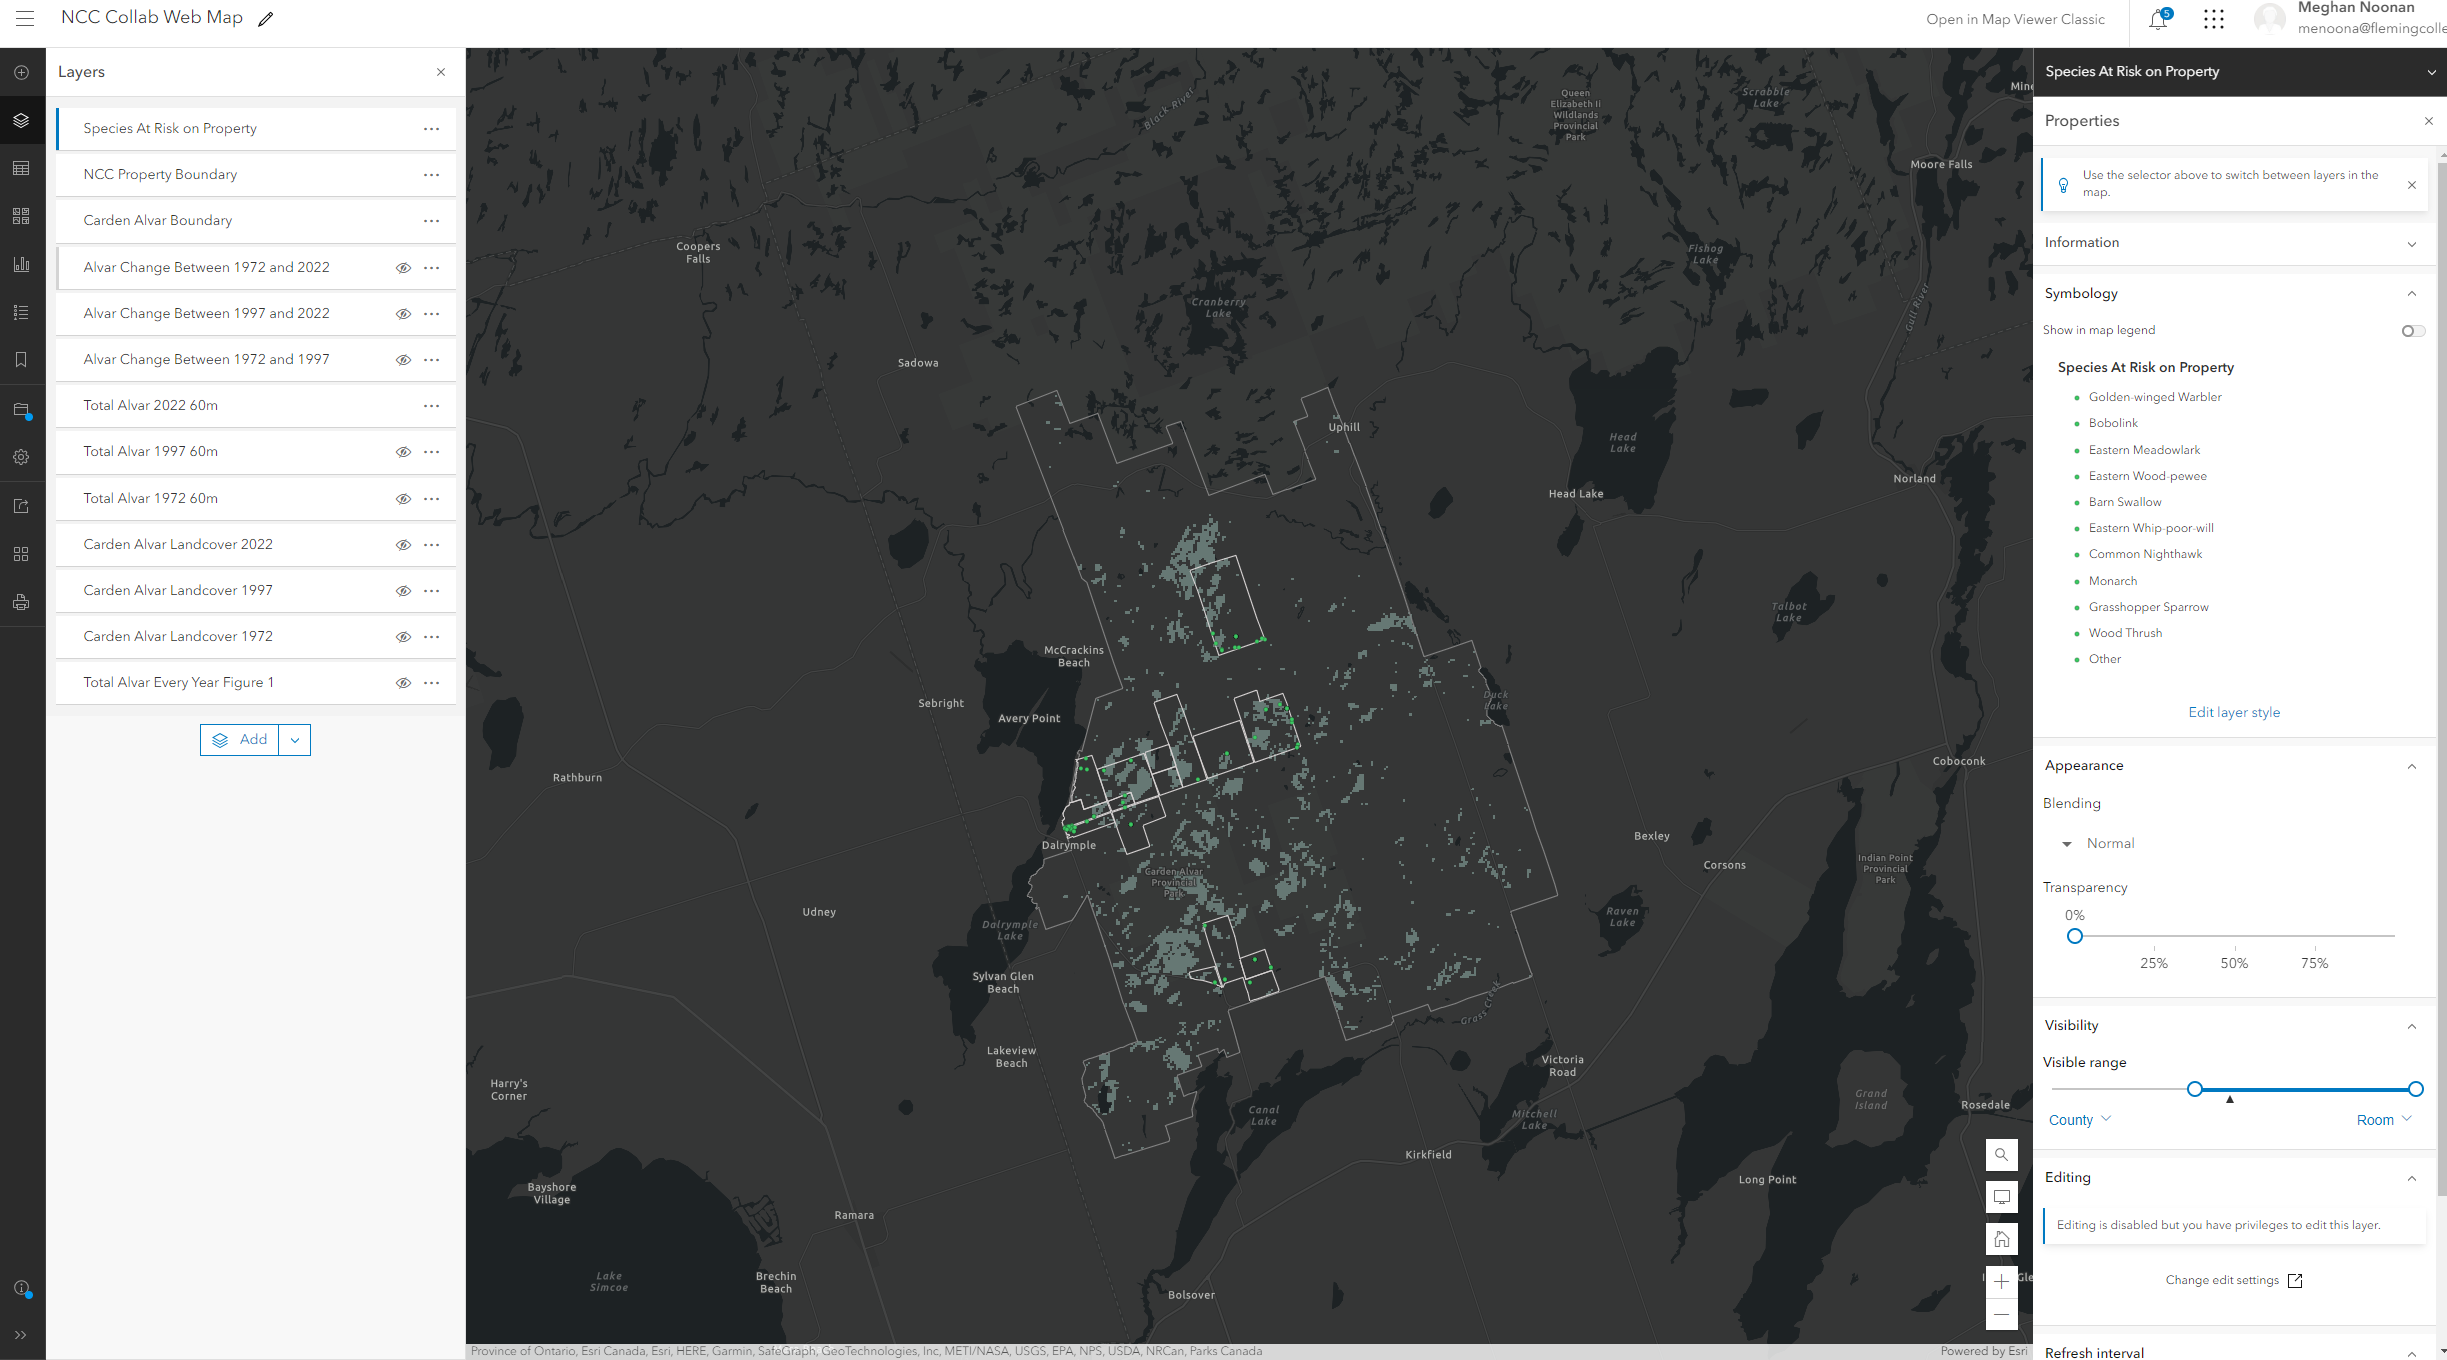 NCC Collab Web Map
Open in Map Viewer Classic
5
Meghan Noonan
menoona@flemingcolle
Layers
Species At Risk on Property
NCC Property Boundary
Carden Alvar Boundary
Alvar Change Between 1972 and 2022
Alvar Change Between 1997 and 2022
Alvar Change Between 1972 and 1997
Total Alvar 2022 60m
Total Alvar 1997 60m
Total Alvar 1972 60m
Carden Alvar Landcover 2022
Carden Alvar Landcover 1997
Carden Alvar Landcover 1972
Total Alvar Every Year Figure 1
Add
Black River
Queen
Elizabeth II
Wildlands
Provincial
Park
Scrabble
Lake
Mine
Moore Falls
Coopers
Falls
Fishog
Lake
Cranberry
Lake
Gull River
Sadowa
Uphill
Head
Lake
Head Lake
Norland
Talbot
Lake
McCrackins
Beach
Sebright
Avery Point
Duck
Lake
Rathburn
Coboconk
Dalrymple
Bexley
Corsons
Indian Point
Provincial
Park
Carden Alvar
Provincial
Park
Udney
Dalrymple
Lake
Raven
Lake
Sylvan Glen
Beach
Grass Creek
Lakeview
Beach
Victoria
Road
Harry's
Corner
Canal
Lake
Mitchell
Lake
Grand
Island
Rosedale
Kirkfield
Long Point
Bayshore
Village
Ramara
Lake
Simcoe
Brechin
Beach
Bolsover
Gle
Province of Ontario, Esri Canada, Esri, HERE, Garmin, SafeGraph, GeoTechnologies, Inc, METI/NASA, USGS, EPA, NPS, USDA, NRCan, Parks Canada
Powered by Esri
Species At Risk on Property
Properties
Use the selector above to switch between layers in the
map.
Information
Symbology
Show in map legend
Species At Risk on Property
Golden-winged Warbler
Bobolink
Eastern Meadowlark
Eastern Wood-pewee
Barn Swallow
Eastern Whip-poor-will
Common Nighthawk
Monarch
Grasshopper Sparrow
Wood Thrush
Other
Edit layer style
Appearance
Blending
Normal
Transparency
0%
25% 50% 75%
Visibility
Visible range
County Room
Editing
Editing is disabled but you have privileges to edit this layer.
Change edit settings
Refresh interval